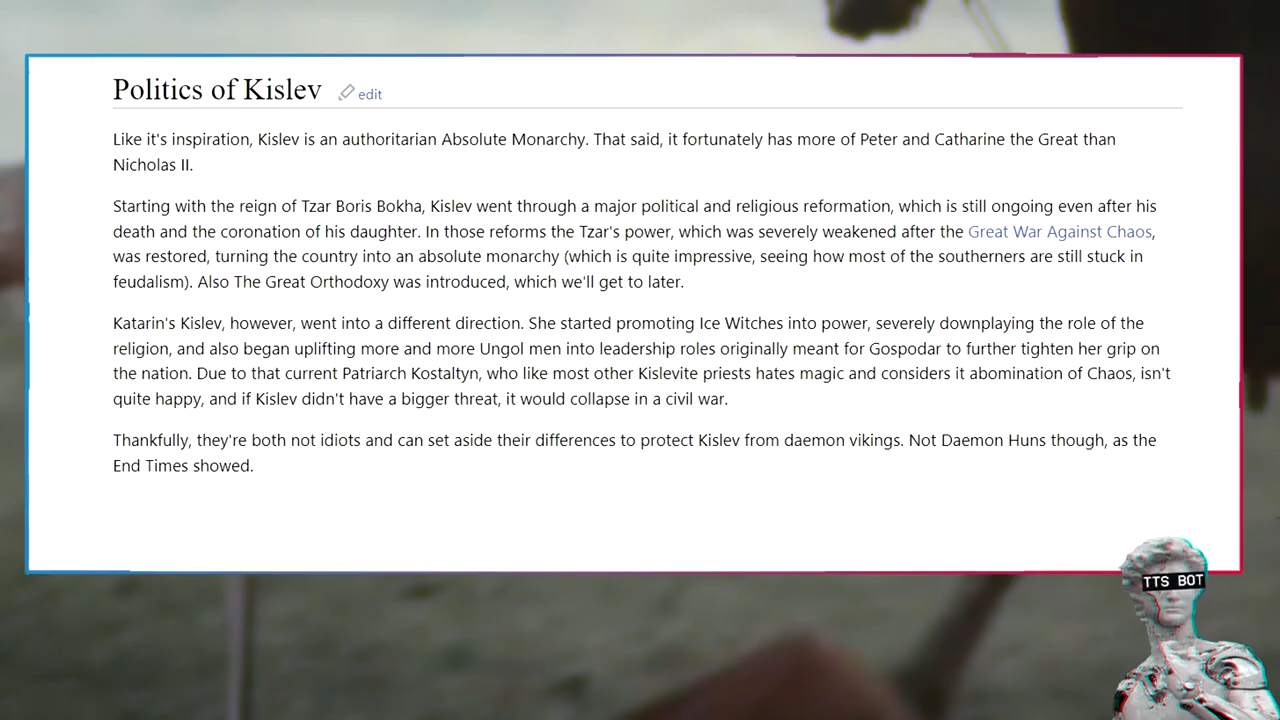 Politics of Kislev edit
Like it's inspiration, Kislev is an authoritarian Absolute Monarchy. That said, it fortunately has more of Peter and Catharine the Great than
Nicholas II.
Starting with the reign of Tzar Boris Bokha, Kislev went through a major political and religious reformation, which is still ongoing even after his
death and the coronation of his daughter. In those reforms the Tzar's power, which was severely weakened after the Great War Against Chaos,
was restored, turning the country into an absolute monarchy (which is quite impressive, seeing how most of the southerners are still stuck in
feudalism). Also The Great Orthodoxy was introduced, which we'll get to later.
Katarin's Kislev, however, went into a different direction. She started promoting Ice Witches into power, severely downplaying the role of the
religion, and also began uplifting more and more Ungol men into leadership roles originally meant for Gospodar to further tighten her grip on
the nation. Due to that current Patriarch Kostaltyn, who like most other Kislevite priests hates magic and considers it abomination of Chaos, isn't
quite happy, and if Kislev didn't have a bigger threat, it would collapse in a civil war.
Thankfully, they're both not idiots and can set aside their differences to protect Kislev from daemon vikings. Not Daemon Huns though, as the
End Times showed.
TTS BOT